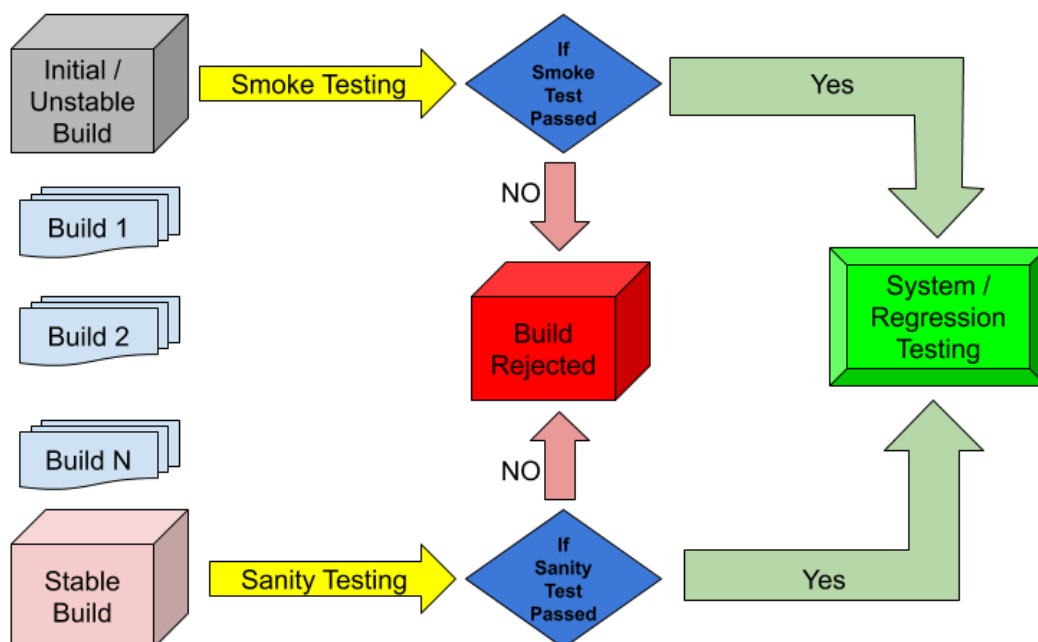 Initial /
Unstable
Build
Smoke Testing
If
Smoke
Test
Passed
Yes
NO
Build 1
Build 2
Build N
Build
Rejected
System /
Regression
Testing
NO
Stable
Build
Sanity Testing
If
Sanity
Test
Passed
Yes